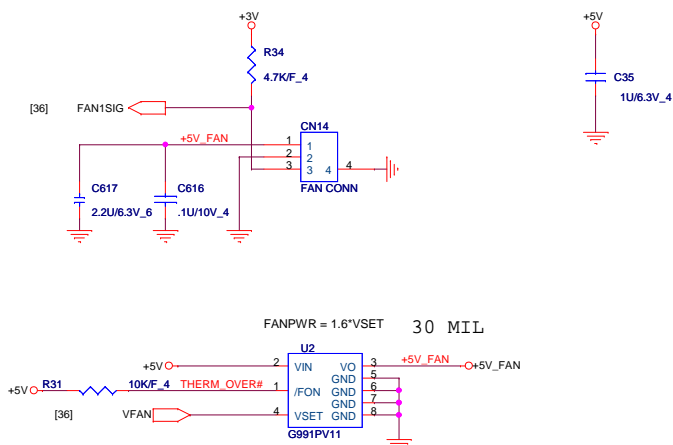 +3V
+5V
R34
4.7K/F_4
C35
1U/6.3V_4
[36] FAN1SIG
CN14
+5V_FAN
1 1
2 2
3 3 4 4
FAN CONN
C617
2.2U/6.3V_6
C616
.1U/10V_4
FANPWR = 1.6*VSET
30 MIL
U2
+5V 2 VIN VO 3 +5V_FAN +5V_FAN
GND 5
+5V R31 10K/F_4 THERM_OVER# 1 /FON GND 6
GND 7
[36] VFAN 4 VSET GND 8
G991PV11